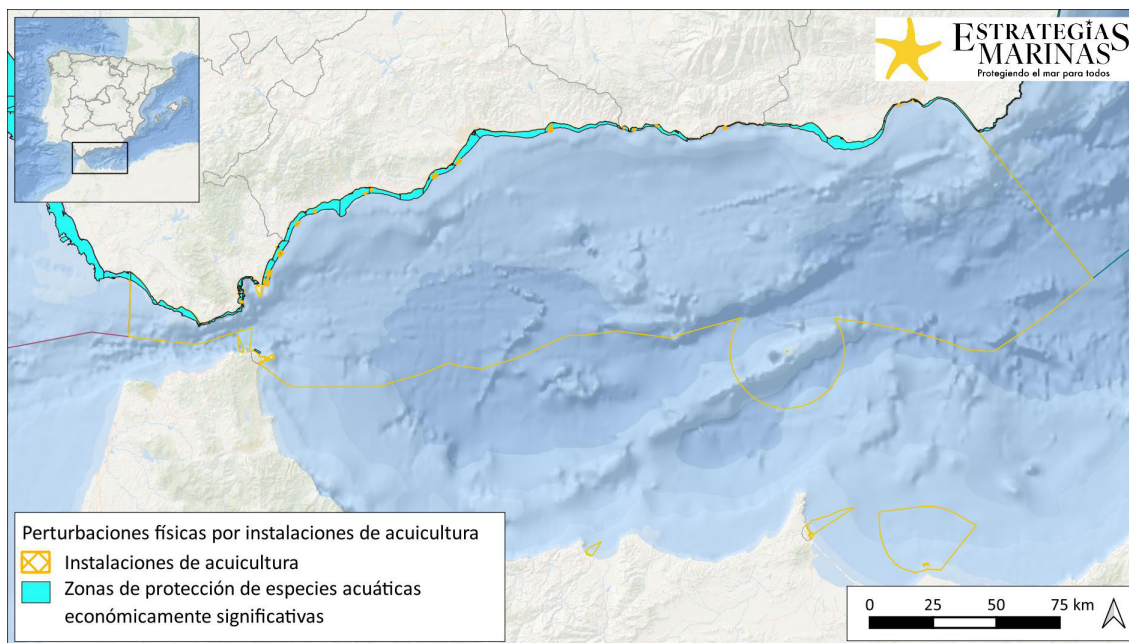 ESTRATEGIAS
MARINAS
Protegiendo el mar para todos
Perturbaciones físicas por instalaciones de acuicultura
Instalaciones de acuicultura
Zonas de protección de especies acuáticas
económicamente significativas
0 25 50 75 km